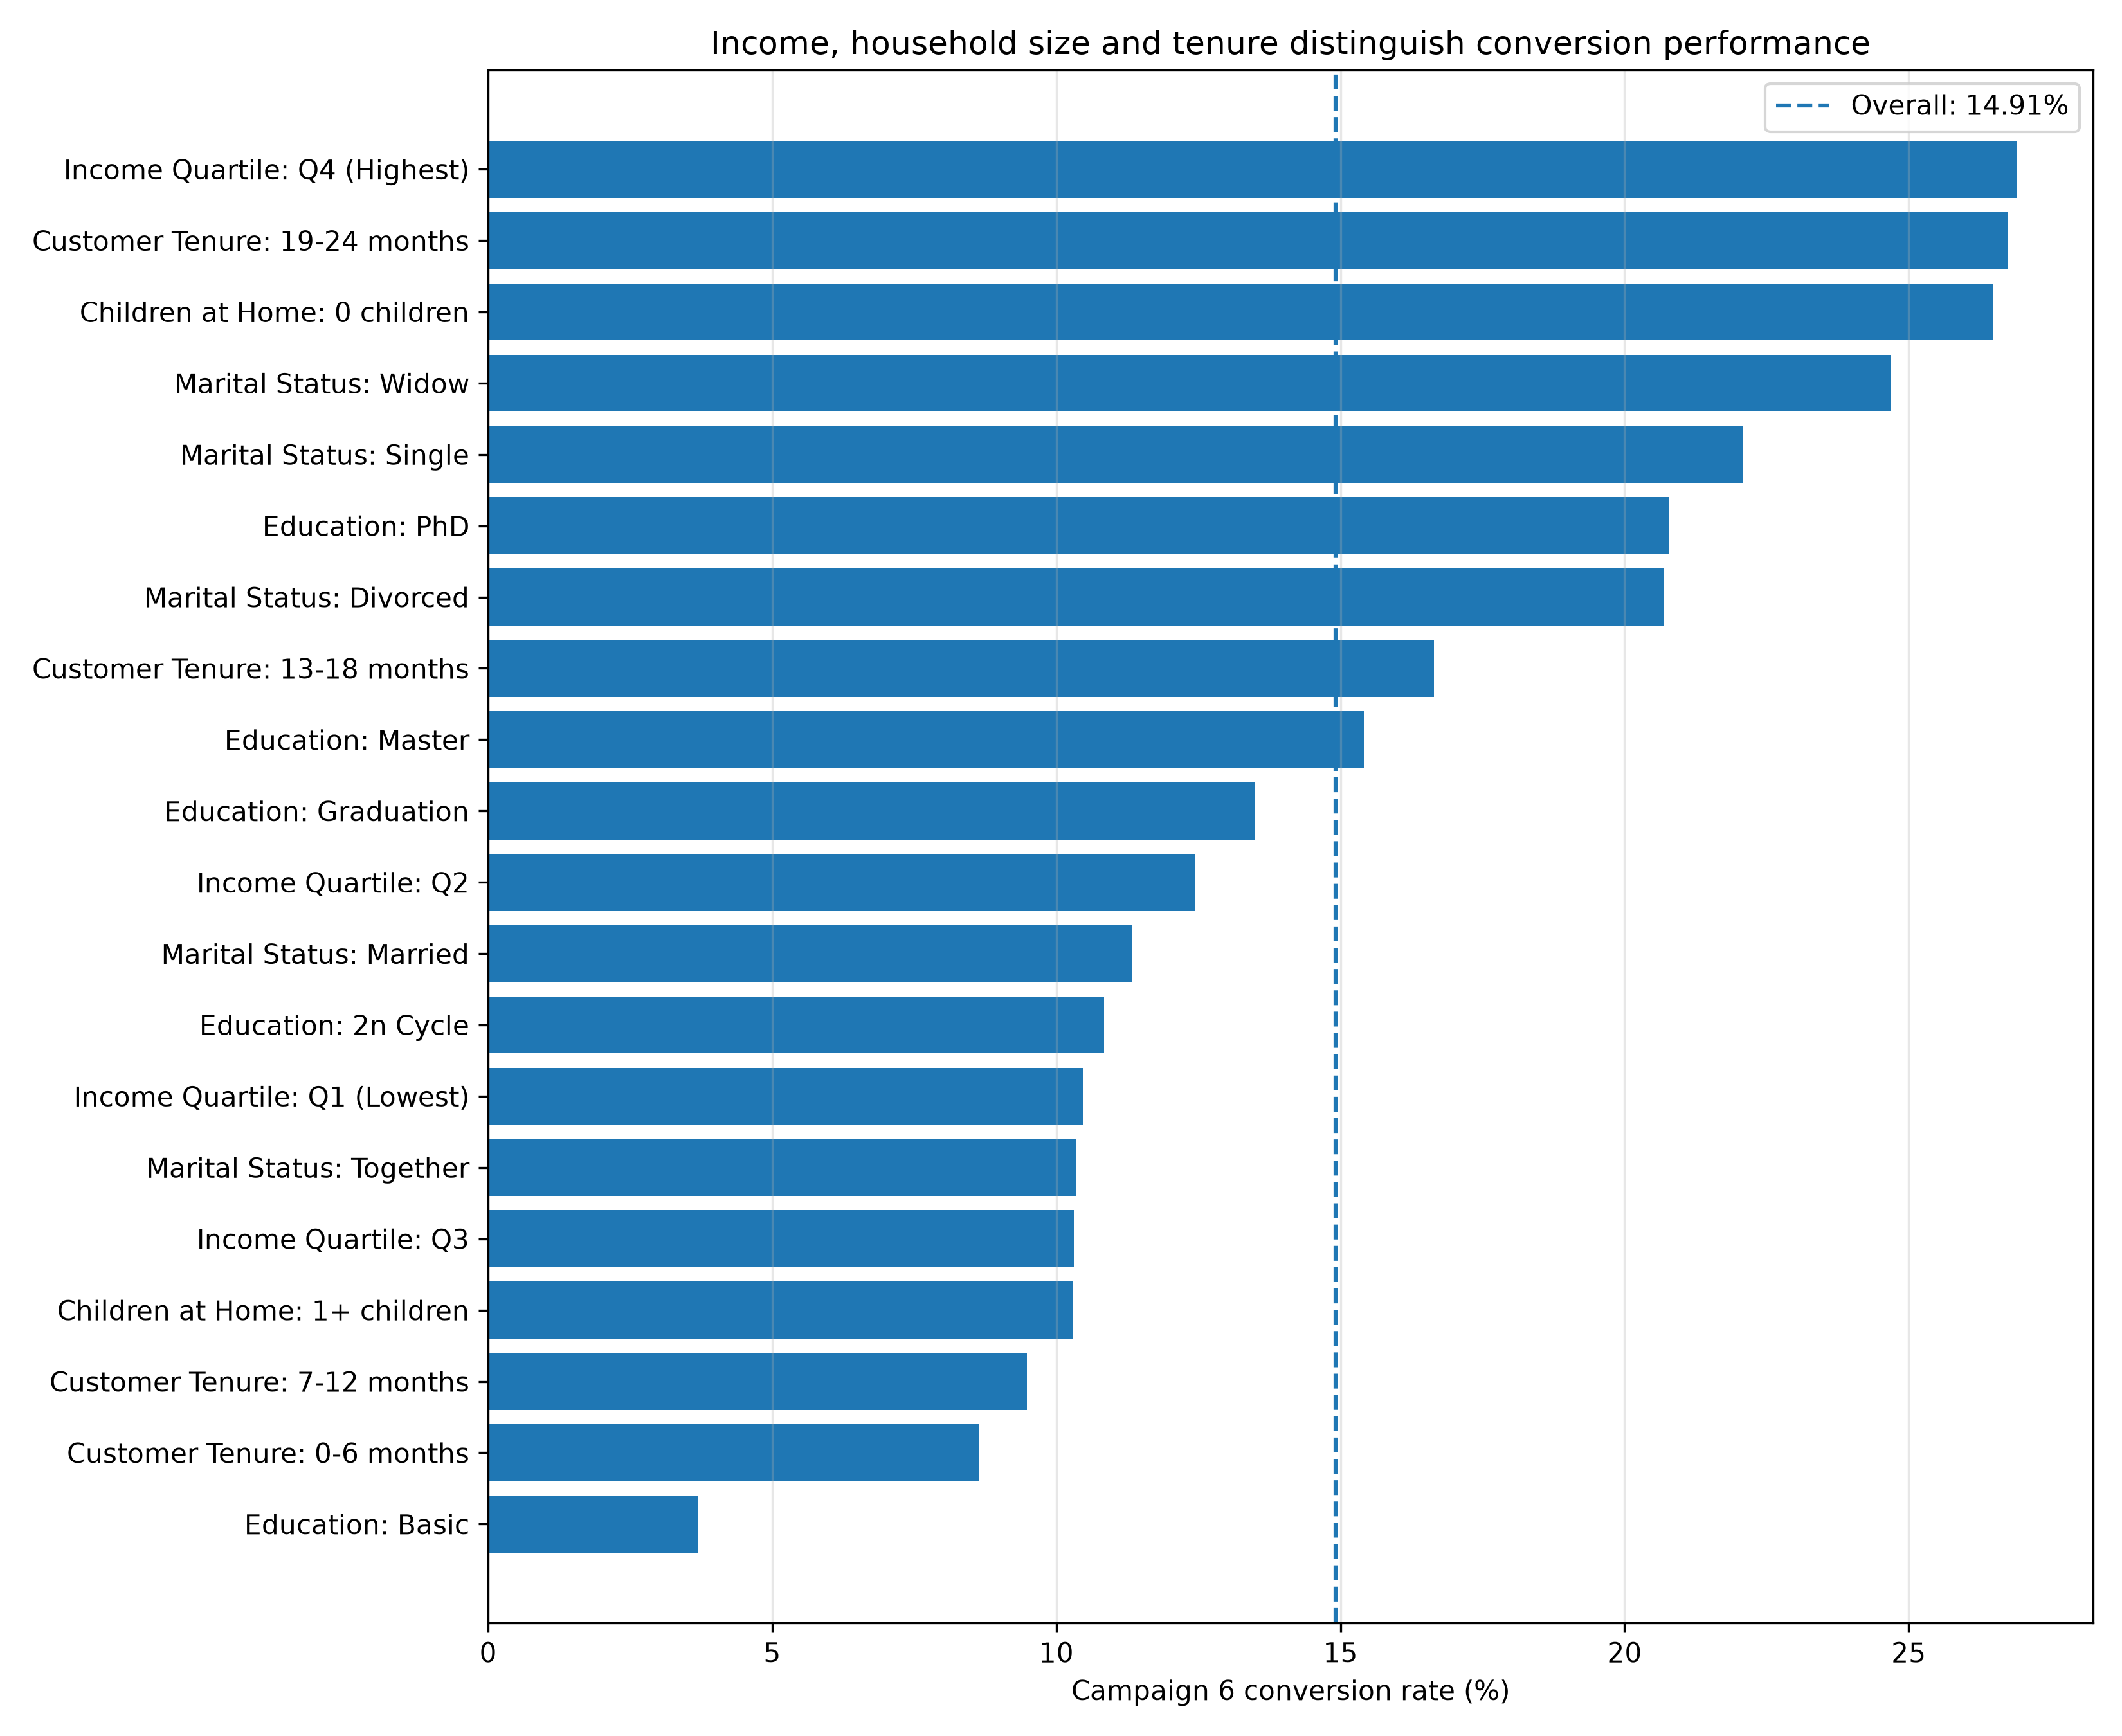 Income, household size and tenure distinguish conversion performance
Overall: 14.91%
Income Quartile: Q4 (Highest)
Customer Tenure: 19-24 months
Children at Home: 0 children
Marital Status: Widow
Marital Status: Single
Education: PhD
Marital Status: Divorced
Customer Tenure: 13-18 months
Education: Master
Education: Graduation
Income Quartile: Q2
Marital Status: Married
Education: 2n Cycle
Income Quartile: Q1 (Lowest)
Marital Status: Together
Income Quartile: Q3
Children at Home: 1+ children
Customer Tenure: 7-12 months
Customer Tenure: 0-6 months
Education: Basic
0 5 10 15 20 25
Campaign 6 conversion rate (%)